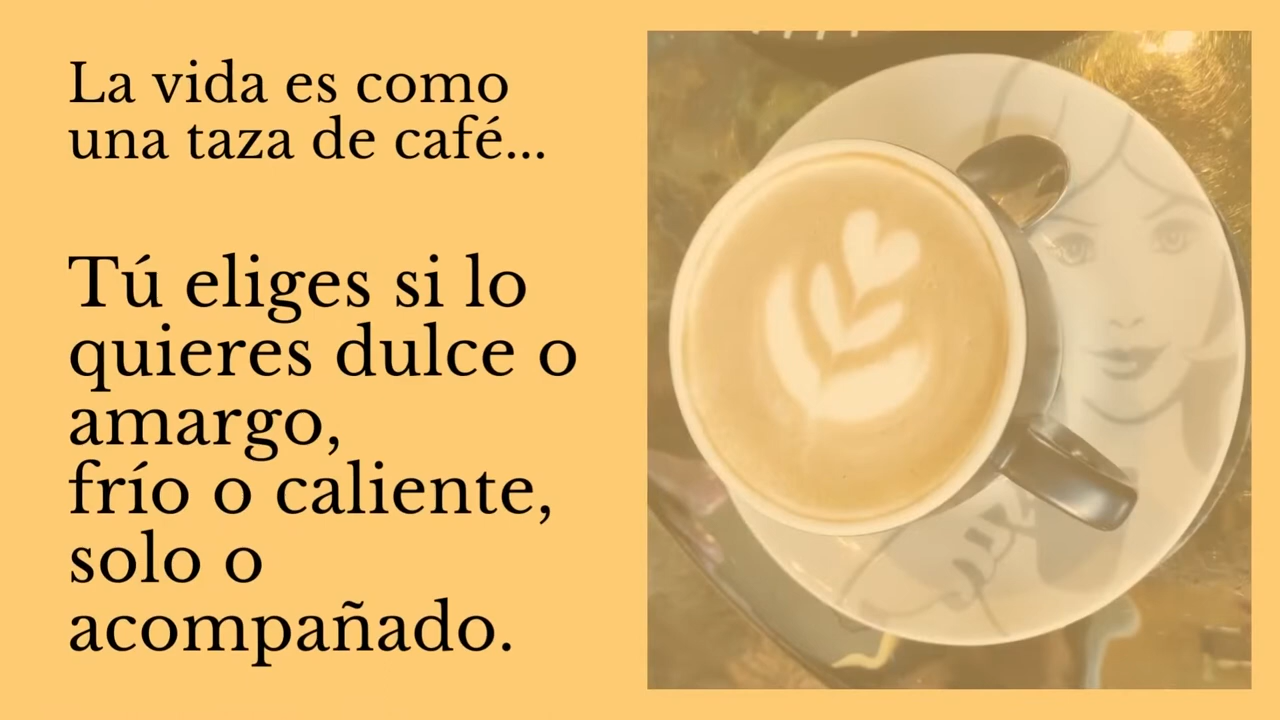 La vida es como
una taza de café...
Tú eliges si lo
quieres dulce o
amargo,
frío o caliente,
solo o
acompañado.